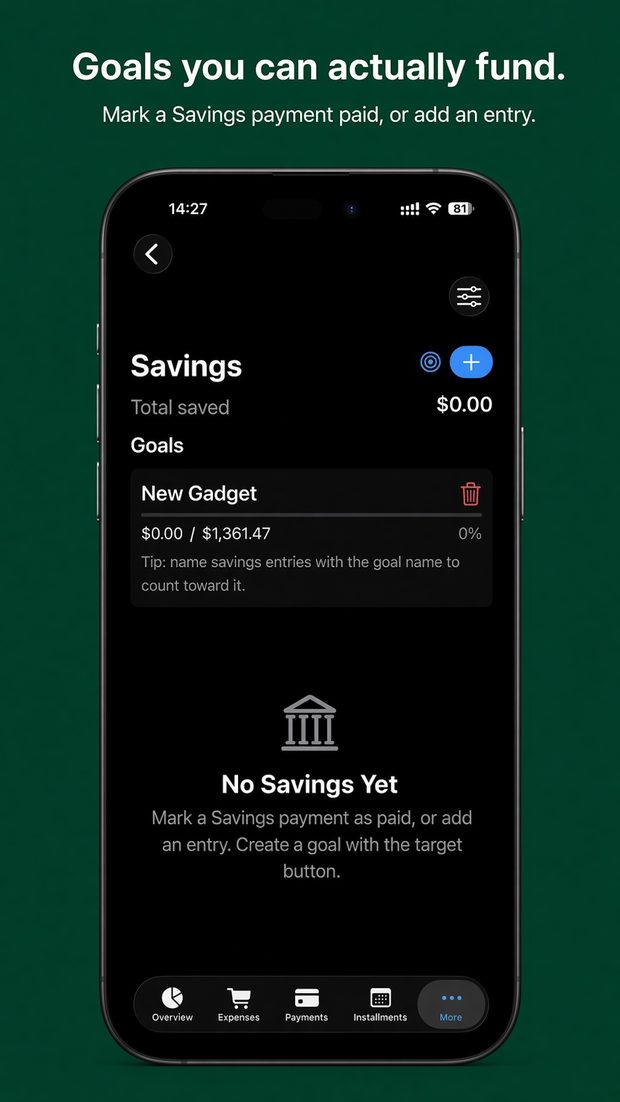 Goals you can actually fund.
Mark a Savings payment paid, or add an entry.
14:27
81
Savings
Total saved
$0.00
Goals
New Gadget
$0.00 / $1,361.47
0%
Tip: name savings entries with the goal name to
count toward it.
No Savings Yet
Mark a Savings payment as paid, or add
an entry. Create a goal with the target
button.
Overview
Expenses
Payments
Installments
More